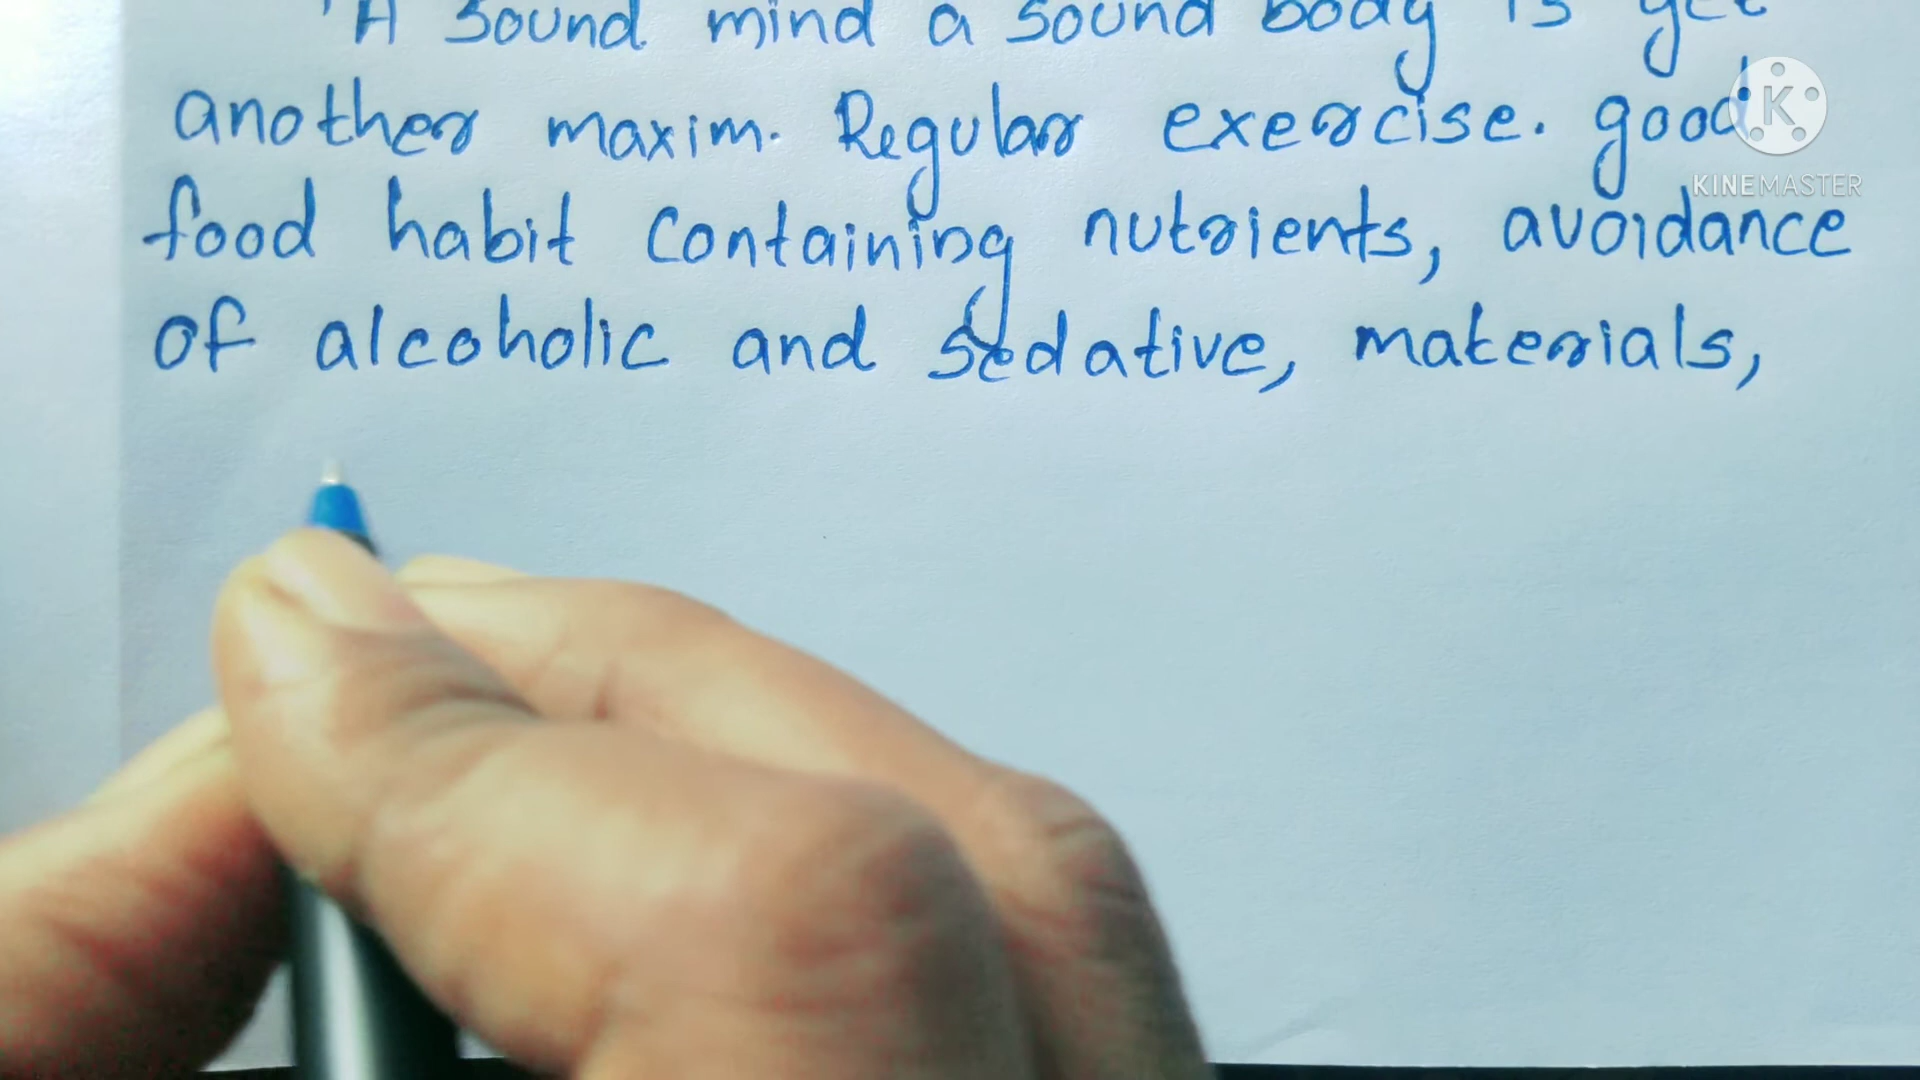 'A sound mind a sound body is yet
another maxim. Regular exercise. good
food habit containing nutrients, avoidance
of alcoholic and sedative, materials,
K
KINEMASTER